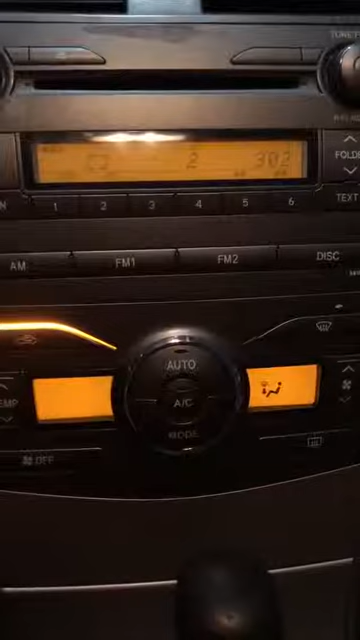 TUNE
2 302
FOLDER
1 2 3 4 5 6 TEXT
AM FM1 FM2 DISC
AUTO
TEMP A/C
MODE
OFF